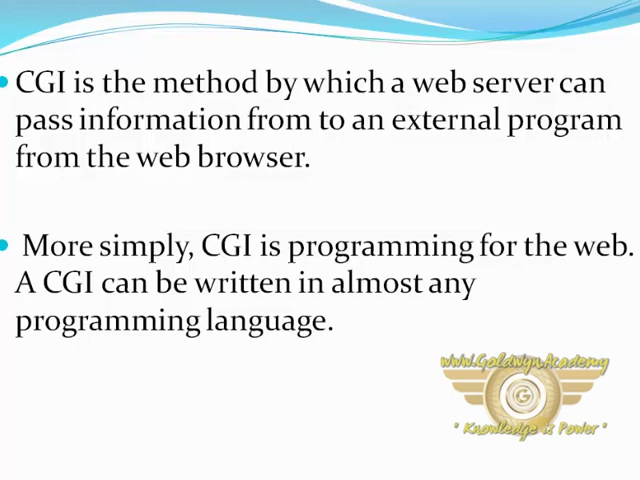 CGI is the method by which a web server can
pass information from to an external program
from the web browser.
More simply, CGI is programming for the web.
A CGI can be written in almost any
programming language.
www.GoldwynAcademy
G
" Knowledge is Power "